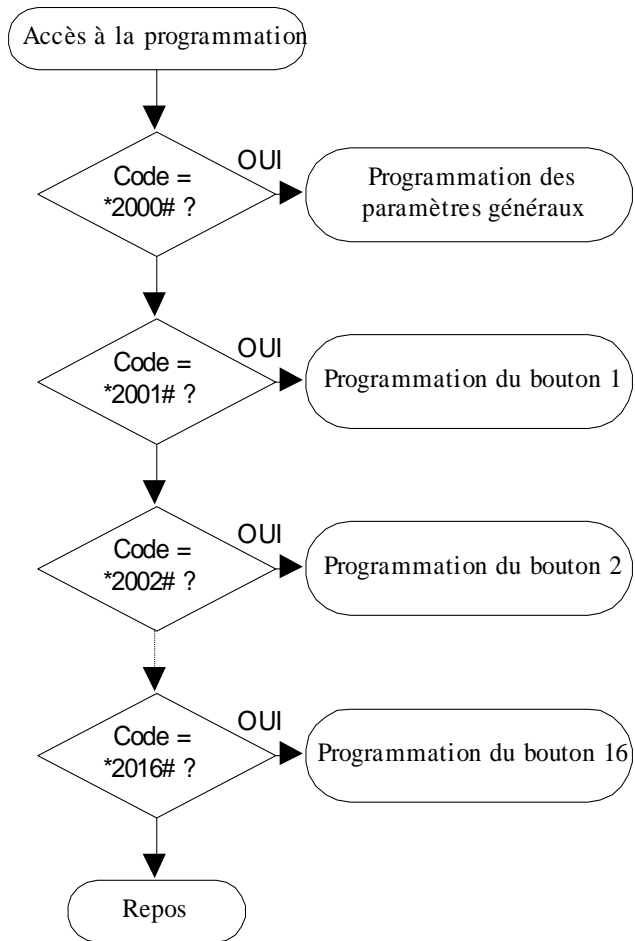 Accès à la programmation
Code =
*2000# ?
OUI
Programmation des
paramètres généraux
Code =
*2001# ?
OUI
Programmation du bouton 1
Code =
*2002# ?
OUI
Programmation du bouton 2
Code =
*2016# ?
OUI
Programmation du bouton 16
Repos